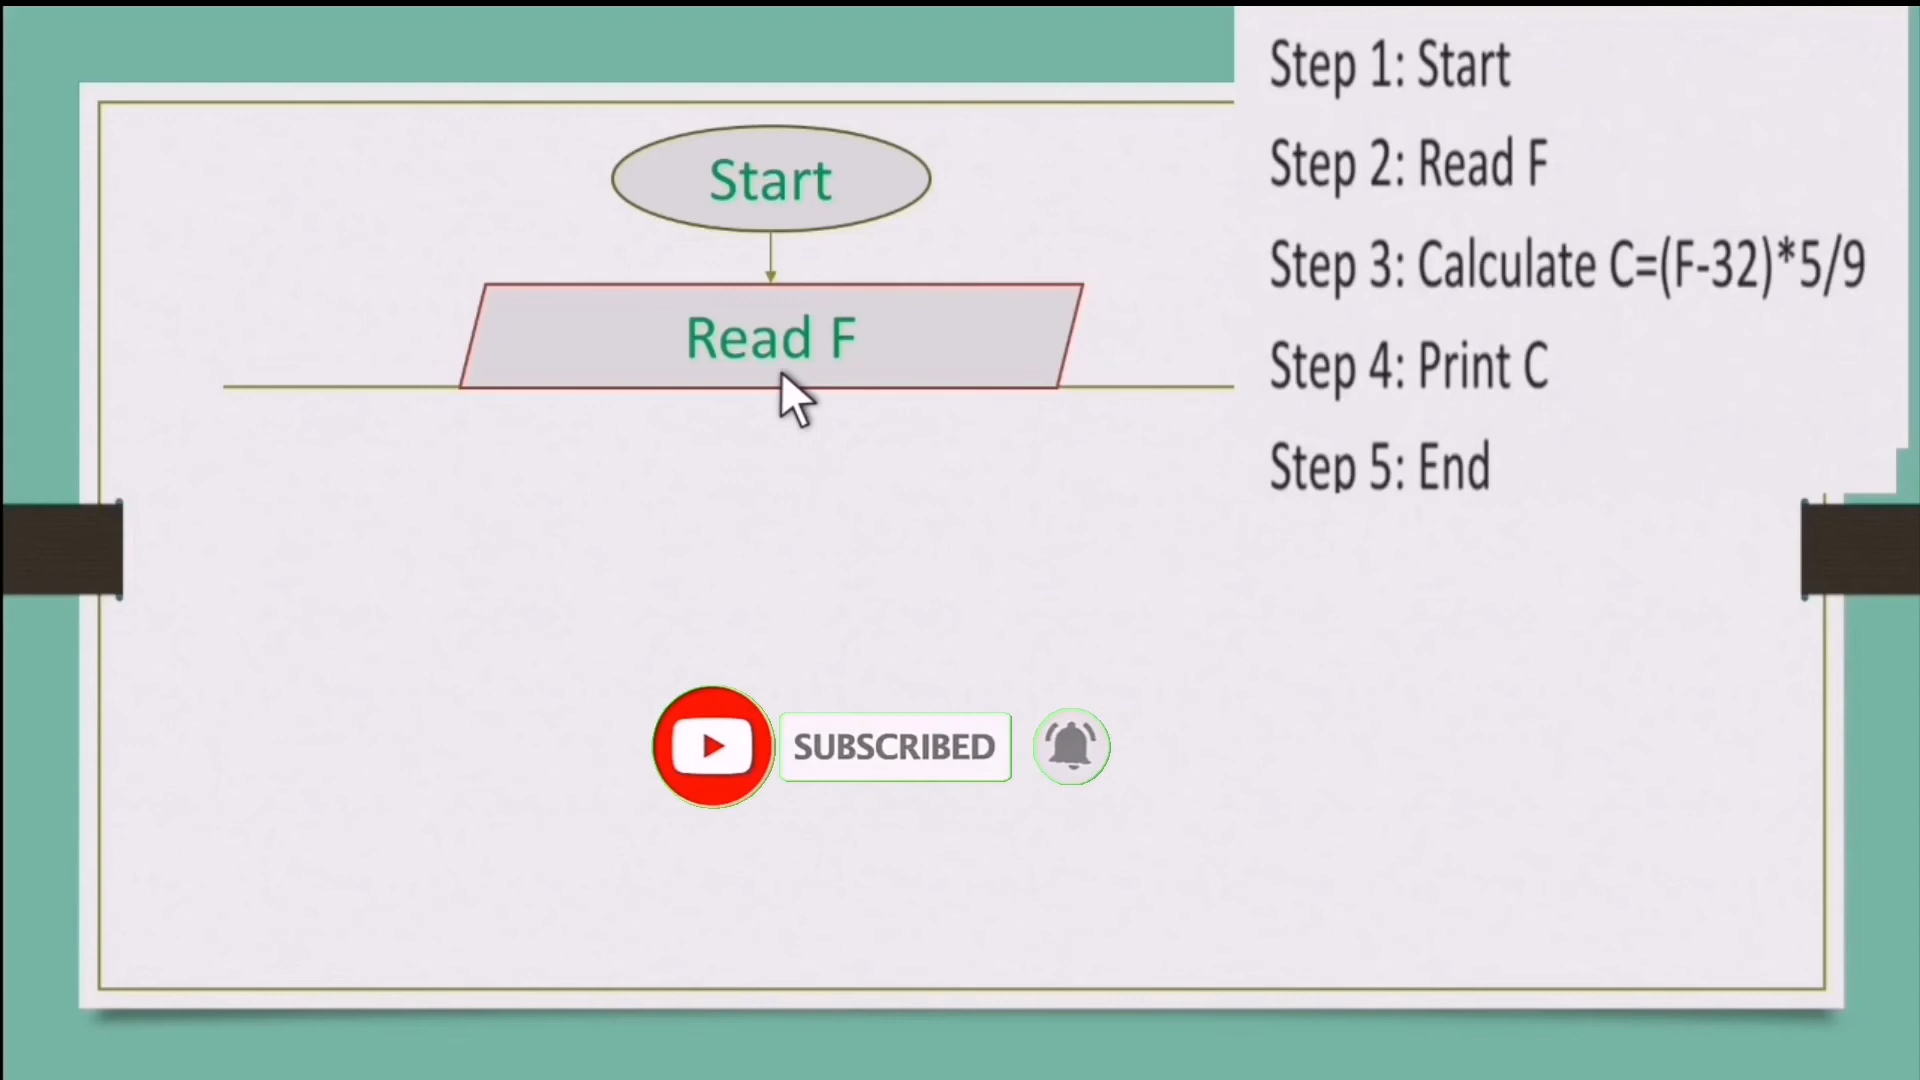 Start
Read F
Step 1: Start
Step 2: Read F
Step 3: Calculate C=(F-32)*5/9
Step 4: Print C
Step 5: End
SUBSCRIBED